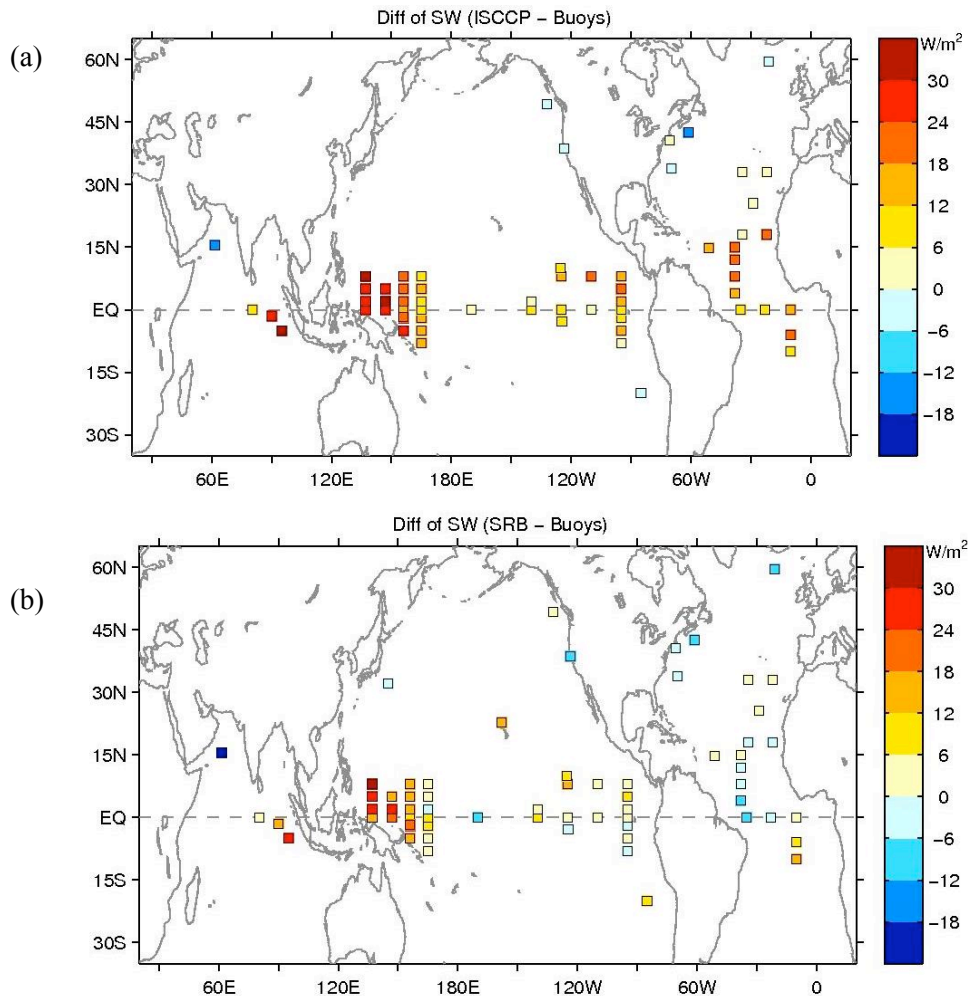 (a)
Diff of SW (ISCCP − Buoys)
W/m2
60N
45N
30N
15N
EQ
15S
30S
60E 120E 180W 120W 60W 0
30
24
18
12
6
0
−6
−12
−18
(b)
Diff of SW (SRB − Buoys)
W/m2
60N
45N
30N
15N
EQ
15S
30S
60E 120E 180W 120W 60W 0
30
24
18
12
6
0
−6
−12
−18